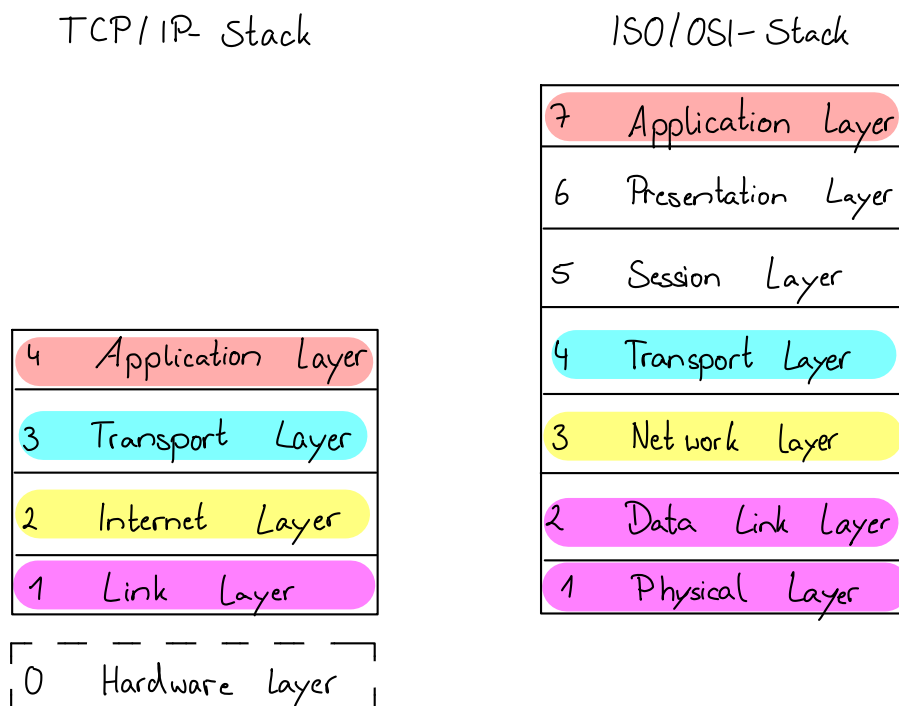 TCP/IP-Stack
4 Application Layer
3 Transport Layer
2 Internet Layer
1 Link Layer
0 Hardware Layer
ISO/OSI-Stack
7 Application Layer
6 Presentation Layer
5 Session Layer
4 Transport Layer
3 Network Layer
2 Data Link Layer
1 Physical Layer